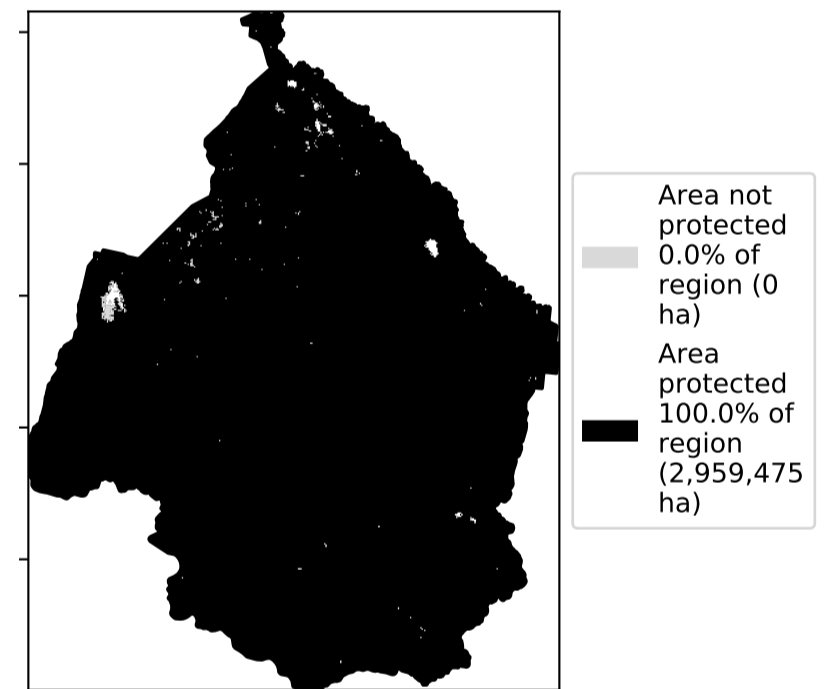 Area not
protected
0.0% of
region (0
ha)
Area
protected
100.0% of
region
(2,959,475
ha)